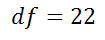 df = 22